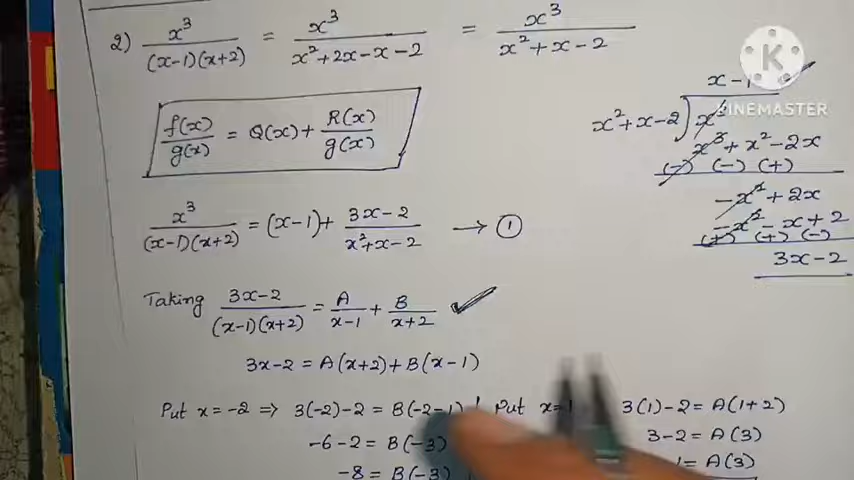 2) x³/(x-1)(x+2) = x³/x²+2x-x-2 = x³/x²+x-2
f(x)/g(x) = Q(x)+ R(x)/g(x)
x³/(x-1)(x+2) = (x-1)+ 3x-2/x²+x-2 → ①
Taking 3x-2/(x-1)(x+2) = A/x-1 + B/x+2 ✓
3x-2 = A(x+2)+B(x-1)
Put x=-2 ⇒ 3(-2)-2 = B(-2-1)
-6-2 = B(-3)
-8 = B(-3)
Put x=1
3(1)-2 = A(1+2)
3-2 = A(3)
= A(3)
x-1
x²+x-2)x³
x³+x²-2x
(-) (-) (+)
-x²+2x
-x²-x+2
(+) (+) (-)
3x-2
K
KINEMASTER